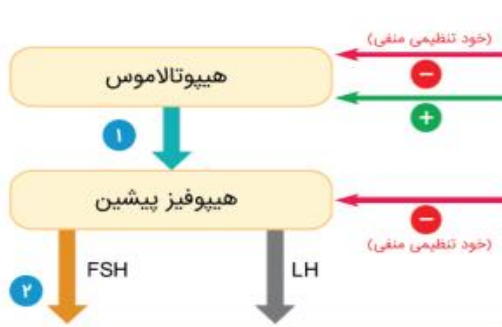 (خود تنظیمی منفی)
هیپوتالاموس
−
+
۱
هیپوفیز پیشین
−
(خود تنظیمی منفی)
FSH
LH
۲